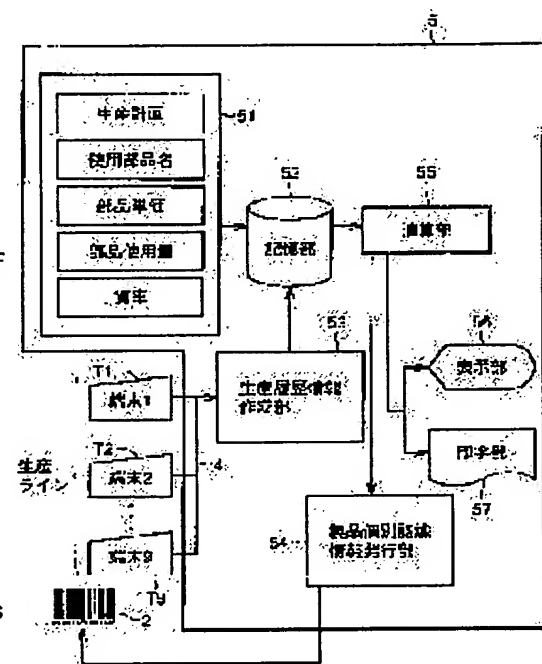 5
生産計画
51
使用部品名
部品単価
部品使用量
賃率
52
記憶部
55
演算部
53
生産履歴情報
作成部
56
表示部
印字部
57
T1
端末1
生産
ライン
T2
端末2
4
端末9
Ty
2
54
製品個別認識
情報発行部